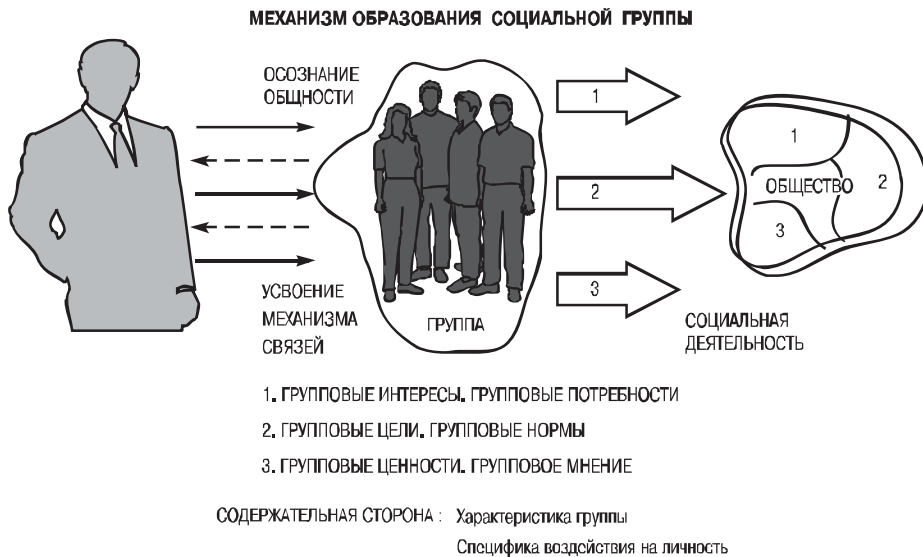 МЕХАНИЗМ ОБРАЗОВАНИЯ СОЦИАЛЬНОЙ ГРУППЫ
ОСОЗНАНИЕ
ОБЩНОСТИ
УСВОЕНИЕ
МЕХАНИЗМА
СВЯЗЕЙ
ГРУППА
1
2
3
1
ОБЩЕСТВО
2
3
СОЦИАЛЬНАЯ
ДЕЯТЕЛЬНОСТЬ
1. ГРУППОВЫЕ ИНТЕРЕСЫ. ГРУППОВЫЕ ПОТРЕБНОСТИ
2. ГРУППОВЫЕ ЦЕЛИ. ГРУППОВЫЕ НОРМЫ
3. ГРУППОВЫЕ ЦЕННОСТИ. ГРУППОВОЕ МНЕНИЕ
СОДЕРЖАТЕЛЬНАЯ СТОРОНА : Характеристика группы
Специфика воздействия на личность